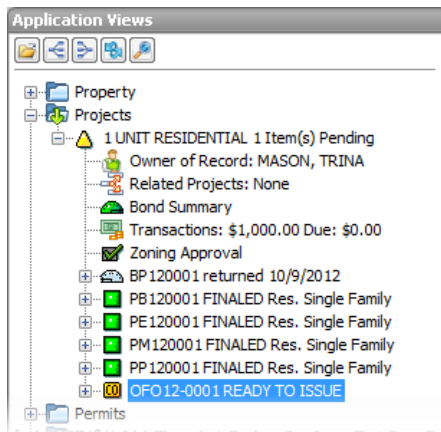 Application Views
Property
Projects
1 UNIT RESIDENTIAL 1 Item(s) Pending
Owner of Record: MASON, TRINA
Related Projects: None
Bond Summary
Transactions: $1,000.00 Due: $0.00
Zoning Approval
BP120001 returned 10/9/2012
PB120001 FINALED Res. Single Family
PE120001 FINALED Res. Single Family
PM120001 FINALED Res. Single Family
PP120001 FINALED Res. Single Family
CO OFO12-0001 READY TO ISSUE
Permits